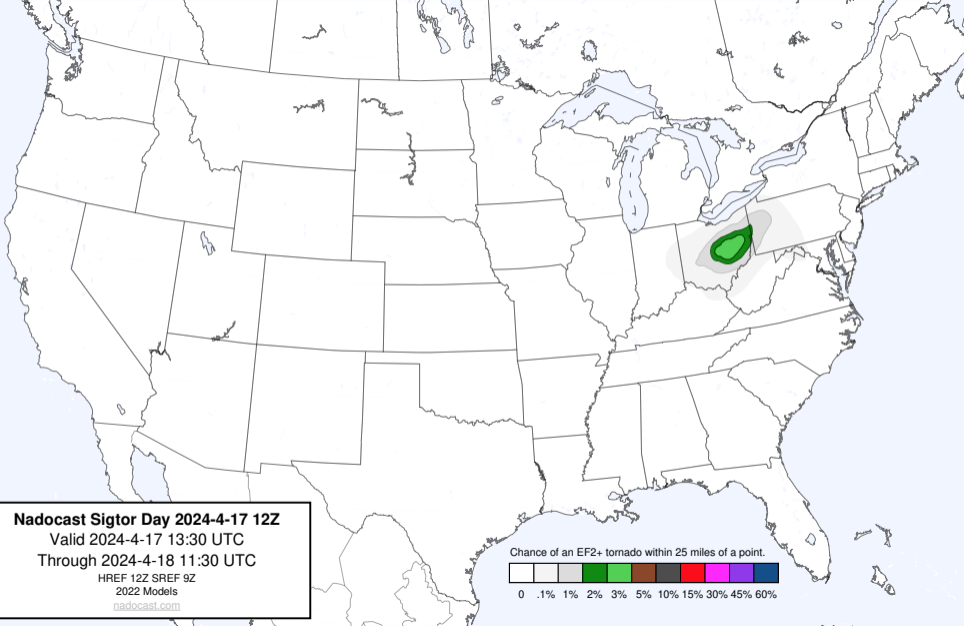 Nadocast Sigtor Day 2024-4-17 12Z
Valid 2024-4-17 13:30 UTC
Through 2024-4-18 11:30 UTC
HREF 12Z SREF 9Z
2022 Models
nadocast.com
Chance of an EF2+ tornado within 25 miles of a point.
0 .1% 1% 2% 3% 5% 10% 15% 30% 45% 60%